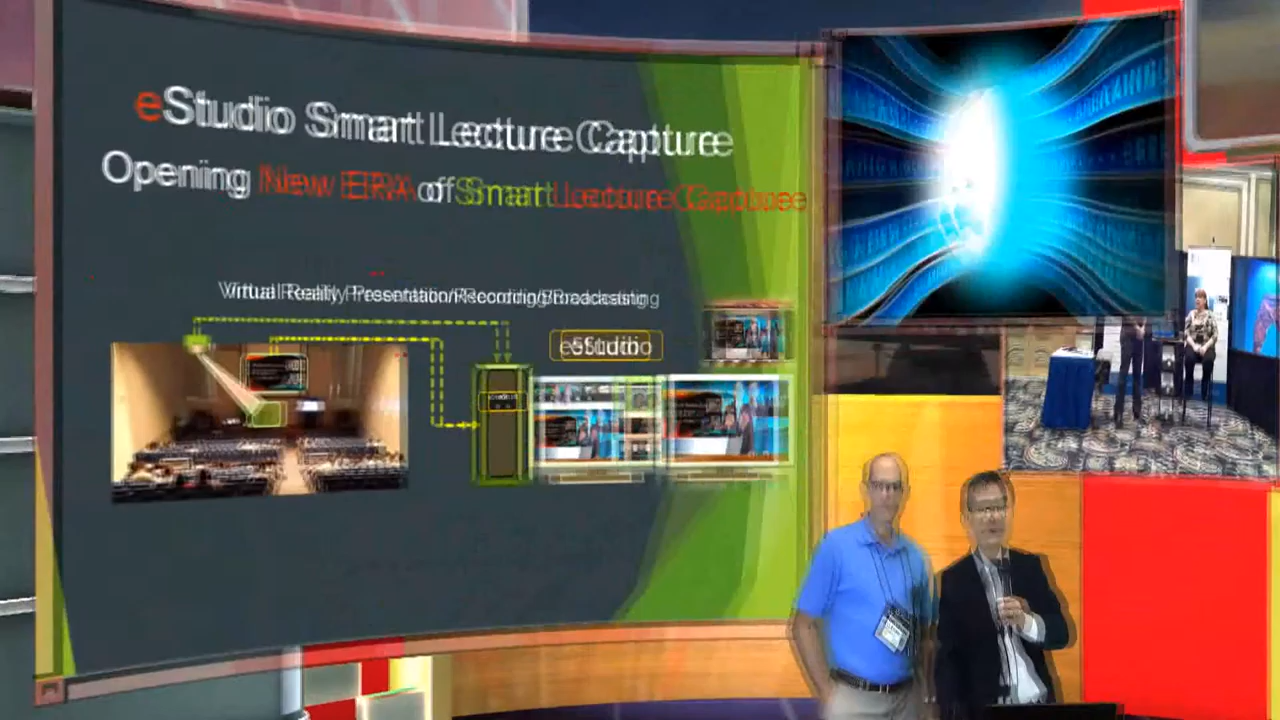 eStudio Smart Lecture Capture
Opening New ERA of Smart Lecture Capture
Virtual Reality Presentation/Recording/Broadcasting
eStudio